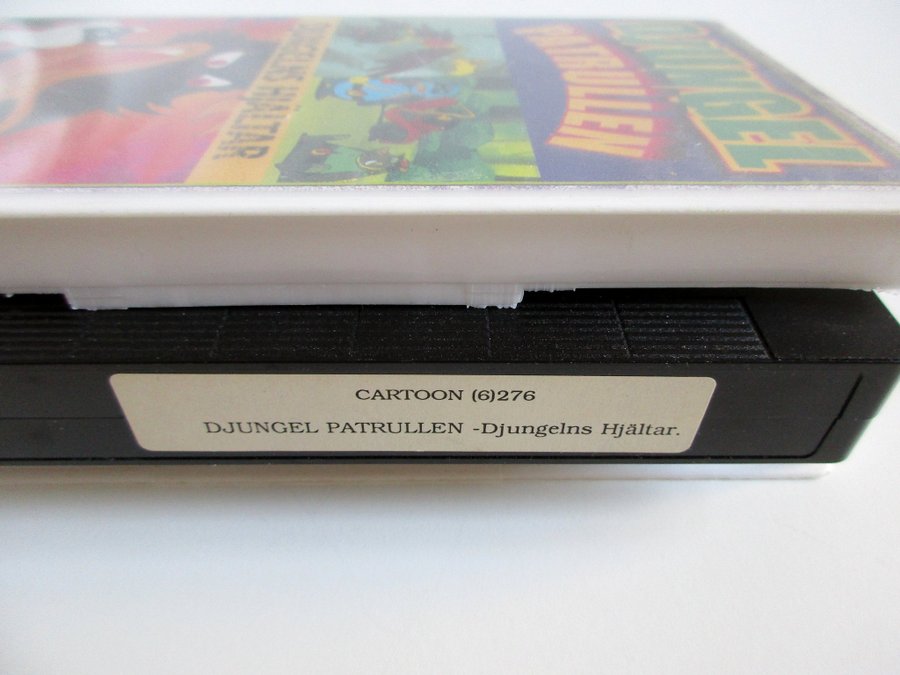 DJUNGEL
PATRULLEN
DJUNGELNS HJÄLTAR
CARTOON (6)276
DJUNGEL PATRULLEN -Djungelns Hjältar.